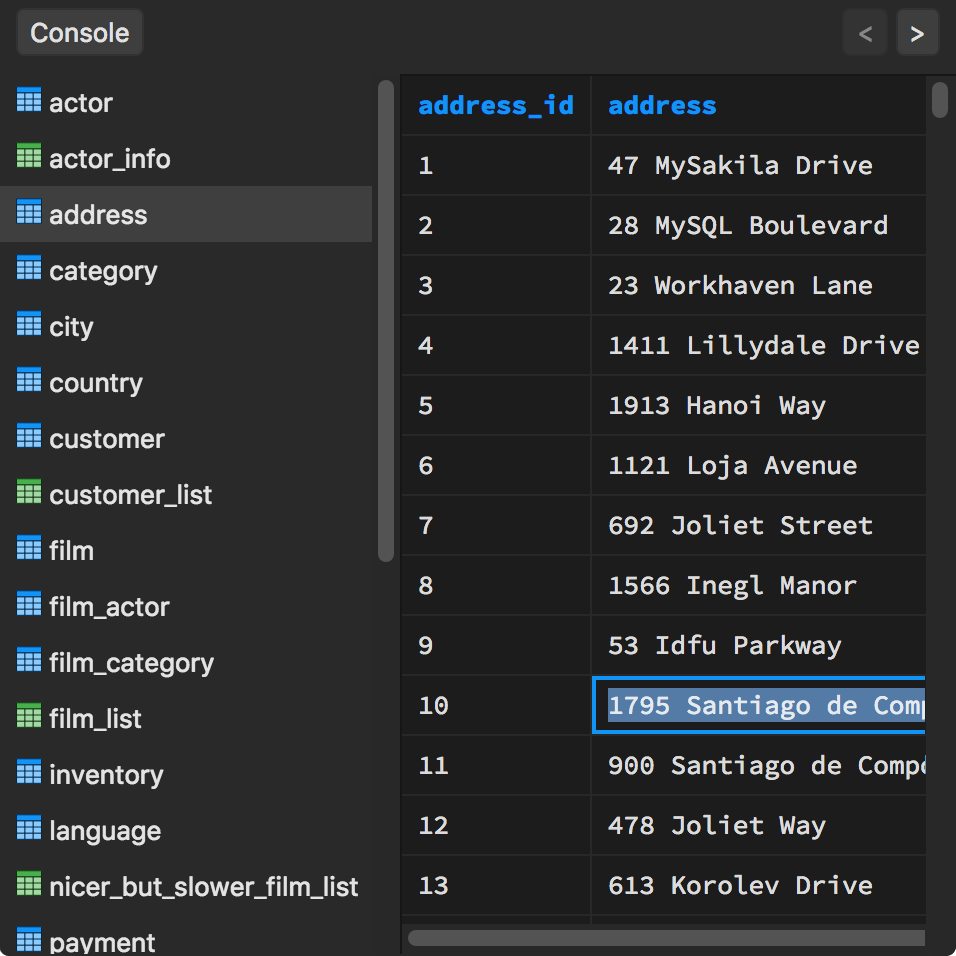 Console
< >
actor
actor_info
address
category
city
country
customer
customer_list
film
film_actor
film_category
film_list
inventory
language
nicer_but_slower_film_list
payment
address_id address
1 47 MySakila Drive
2 28 MySQL Boulevard
3 23 Workhaven Lane
4 1411 Lillydale Drive
5 1913 Hanoi Way
6 1121 Loja Avenue
7 692 Joliet Street
8 1566 Inegl Manor
9 53 Idfu Parkway
10 1795 Santiago de Comp
11 900 Santiago de Compo
12 478 Joliet Way
13 613 Korolev Drive